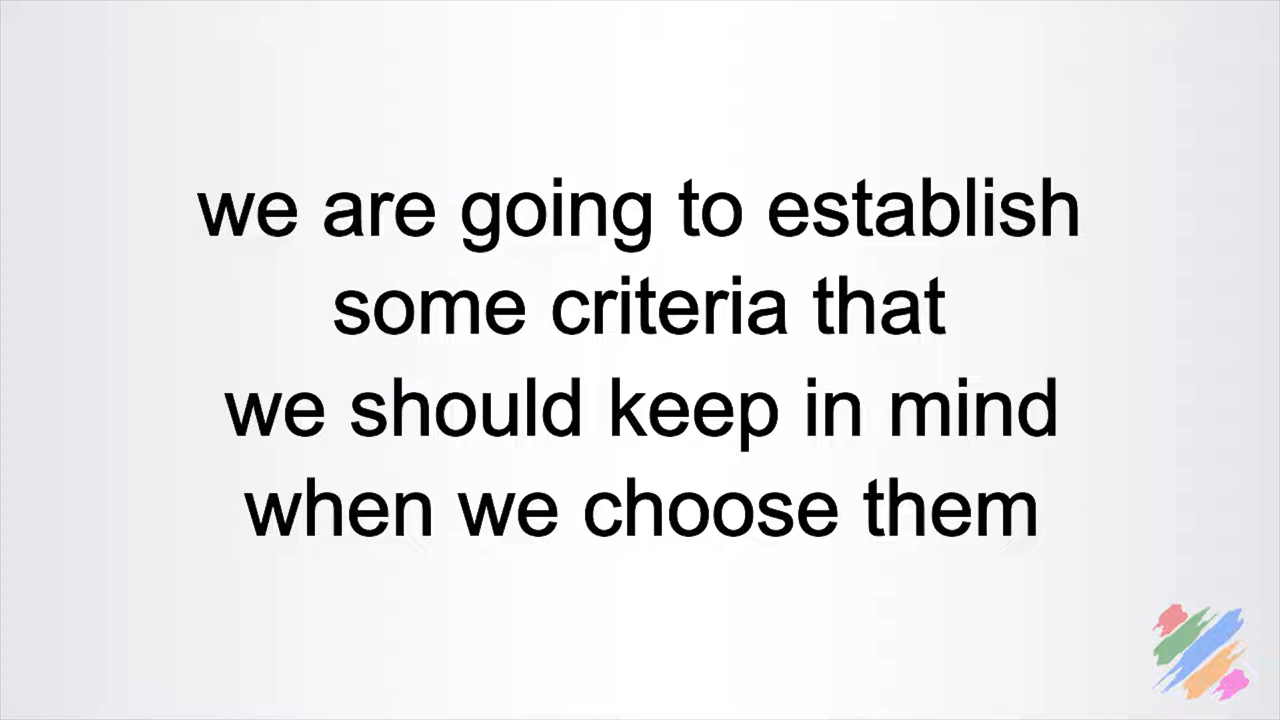 we are going to establish
some criteria that
we should keep in mind
when we choose them